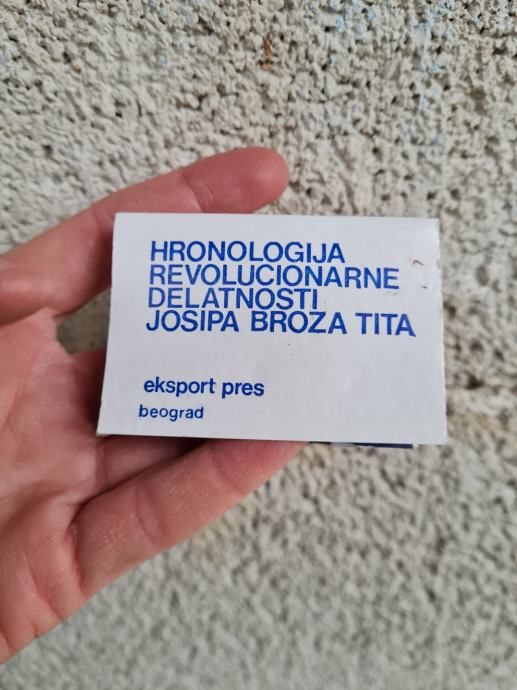 HRONOLOGIJA
REVOLUCIONARNE
DELATNOSTI
JOSIPA BROZA TITA
eksport pres
beograd